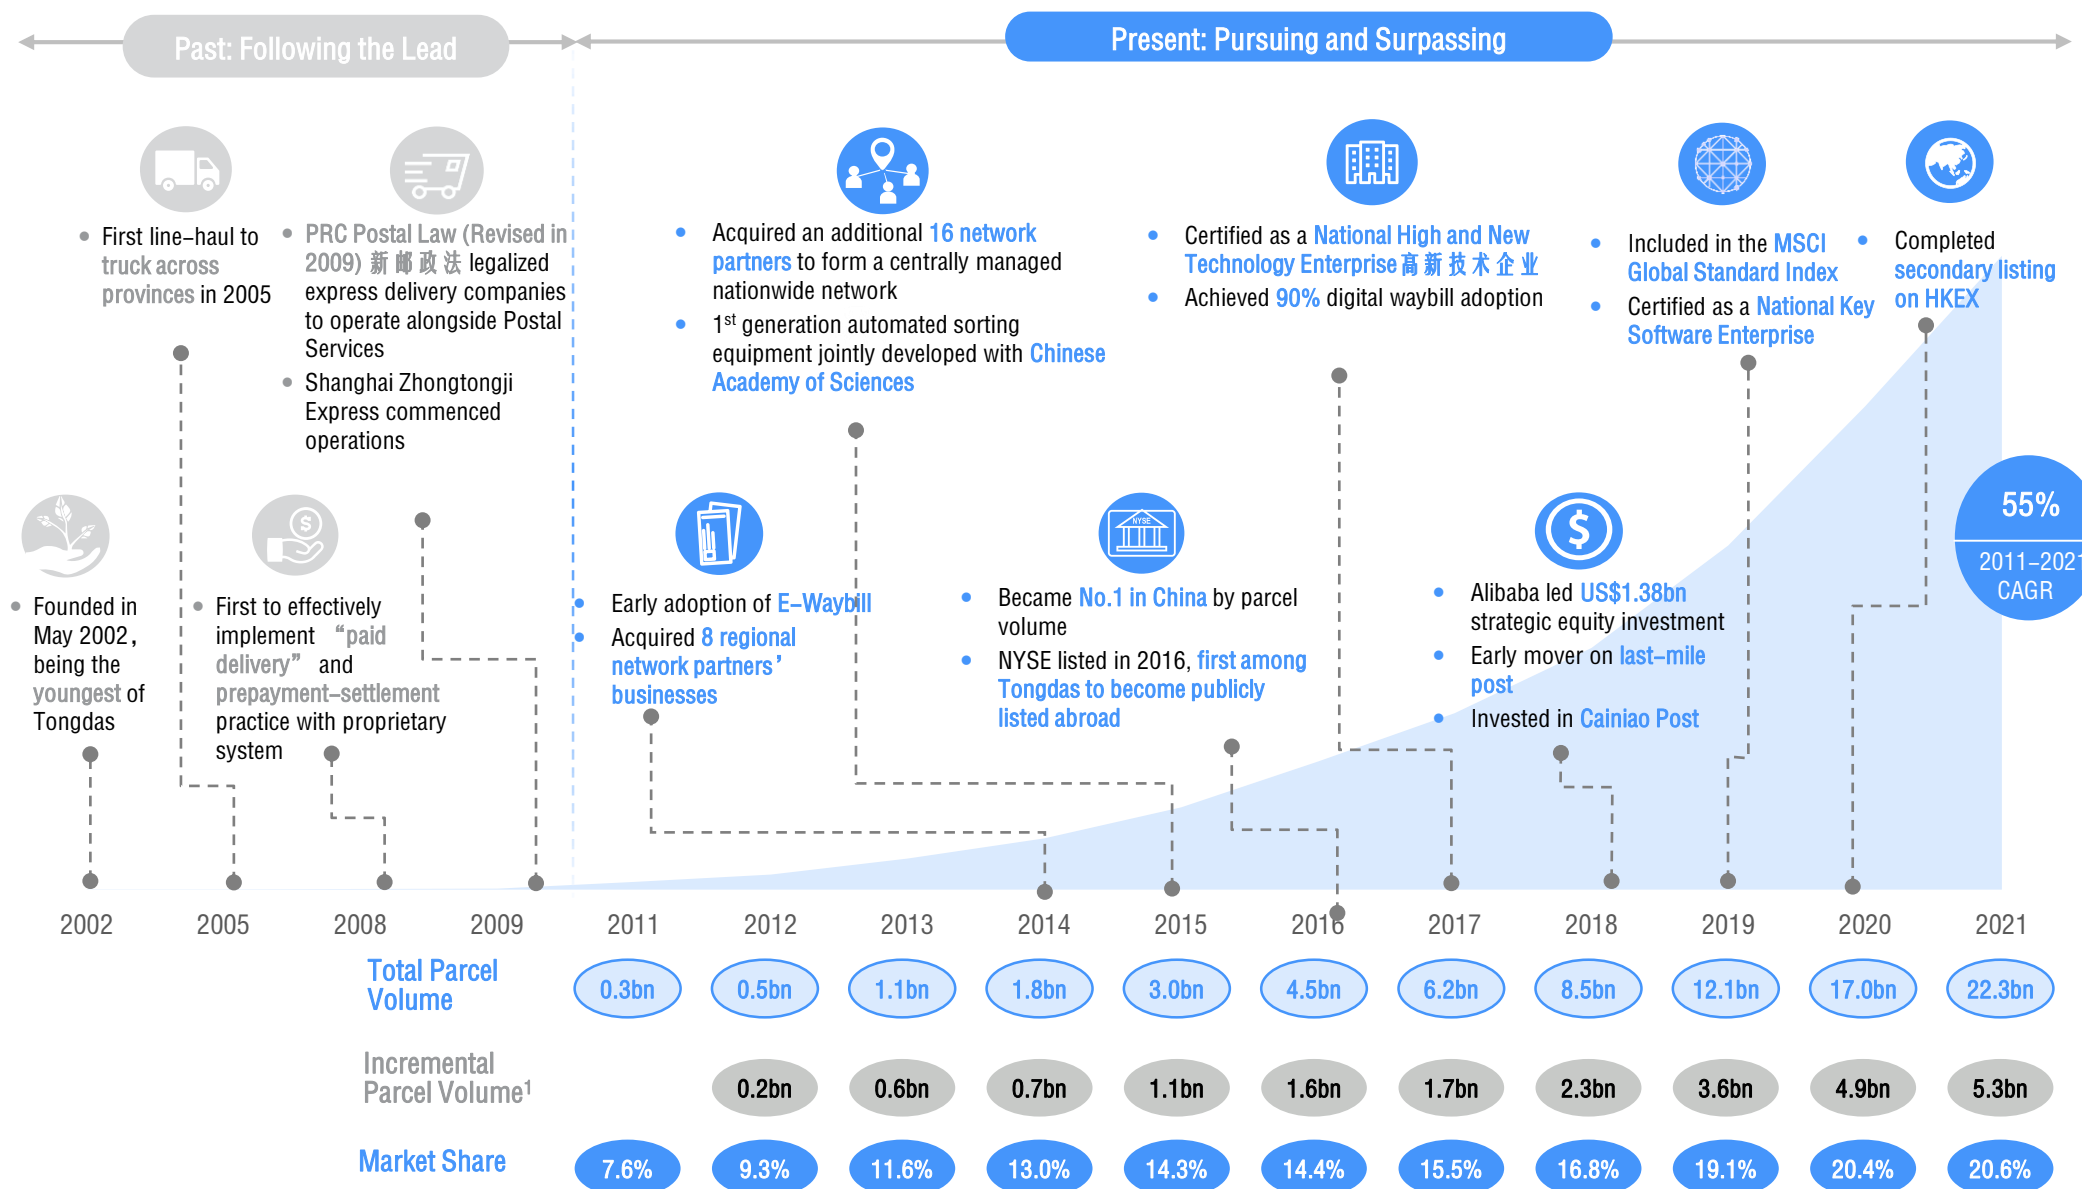 Past: Following the Lead
Present: Pursuing and Surpassing
• First line-haul to
truck across
provinces in 2005
• PRC Postal Law (Revised in
2009) 新邮政法 legalized
express delivery companies
to operate alongside Postal
Services
• Shanghai Zhongtongji
Express commenced
operations
• Acquired an additional 16 network
partners to form a centrally managed
nationwide network
• 1st generation automated sorting
equipment jointly developed with Chinese
Academy of Sciences
• Certified as a National High and New
Technology Enterprise高新技术企业
• Achieved 90% digital waybill adoption
• Included in the MSCI
Global Standard Index
• Certified as a National Key
Software Enterprise
• Completed
secondary listing
on HKEX
• Founded in
May 2002,
being the
youngest of
Tongdas
• First to effectively
implement “paid
delivery” and
prepayment-settlement
practice with proprietary
system
• Early adoption of E-Waybill
• Acquired 8 regional
network partners’
businesses
NYSE
• Became No.1 in China by parcel
volume
• NYSE listed in 2016, first among
Tongdas to become publicly
listed abroad
• Alibaba led US$1.38bn
strategic equity investment
• Early mover on last-mile
post
• Invested in Cainiao Post
55%
2011-2021
CAGR
2002 2005 2008 2009 2011 2012 2013 2014 2015 2016 2017 2018 2019 2020 2021
Total Parcel
Volume
0.3bn 0.5bn 1.1bn 1.8bn 3.0bn 4.5bn 6.2bn 8.5bn 12.1bn 17.0bn 22.3bn
Incremental
Parcel Volume1
0.2bn 0.6bn 0.7bn 1.1bn 1.6bn 1.7bn 2.3bn 3.6bn 4.9bn 5.3bn
Market Share
7.6% 9.3% 11.6% 13.0% 14.3% 14.4% 15.5% 16.8% 19.1% 20.4% 20.6%